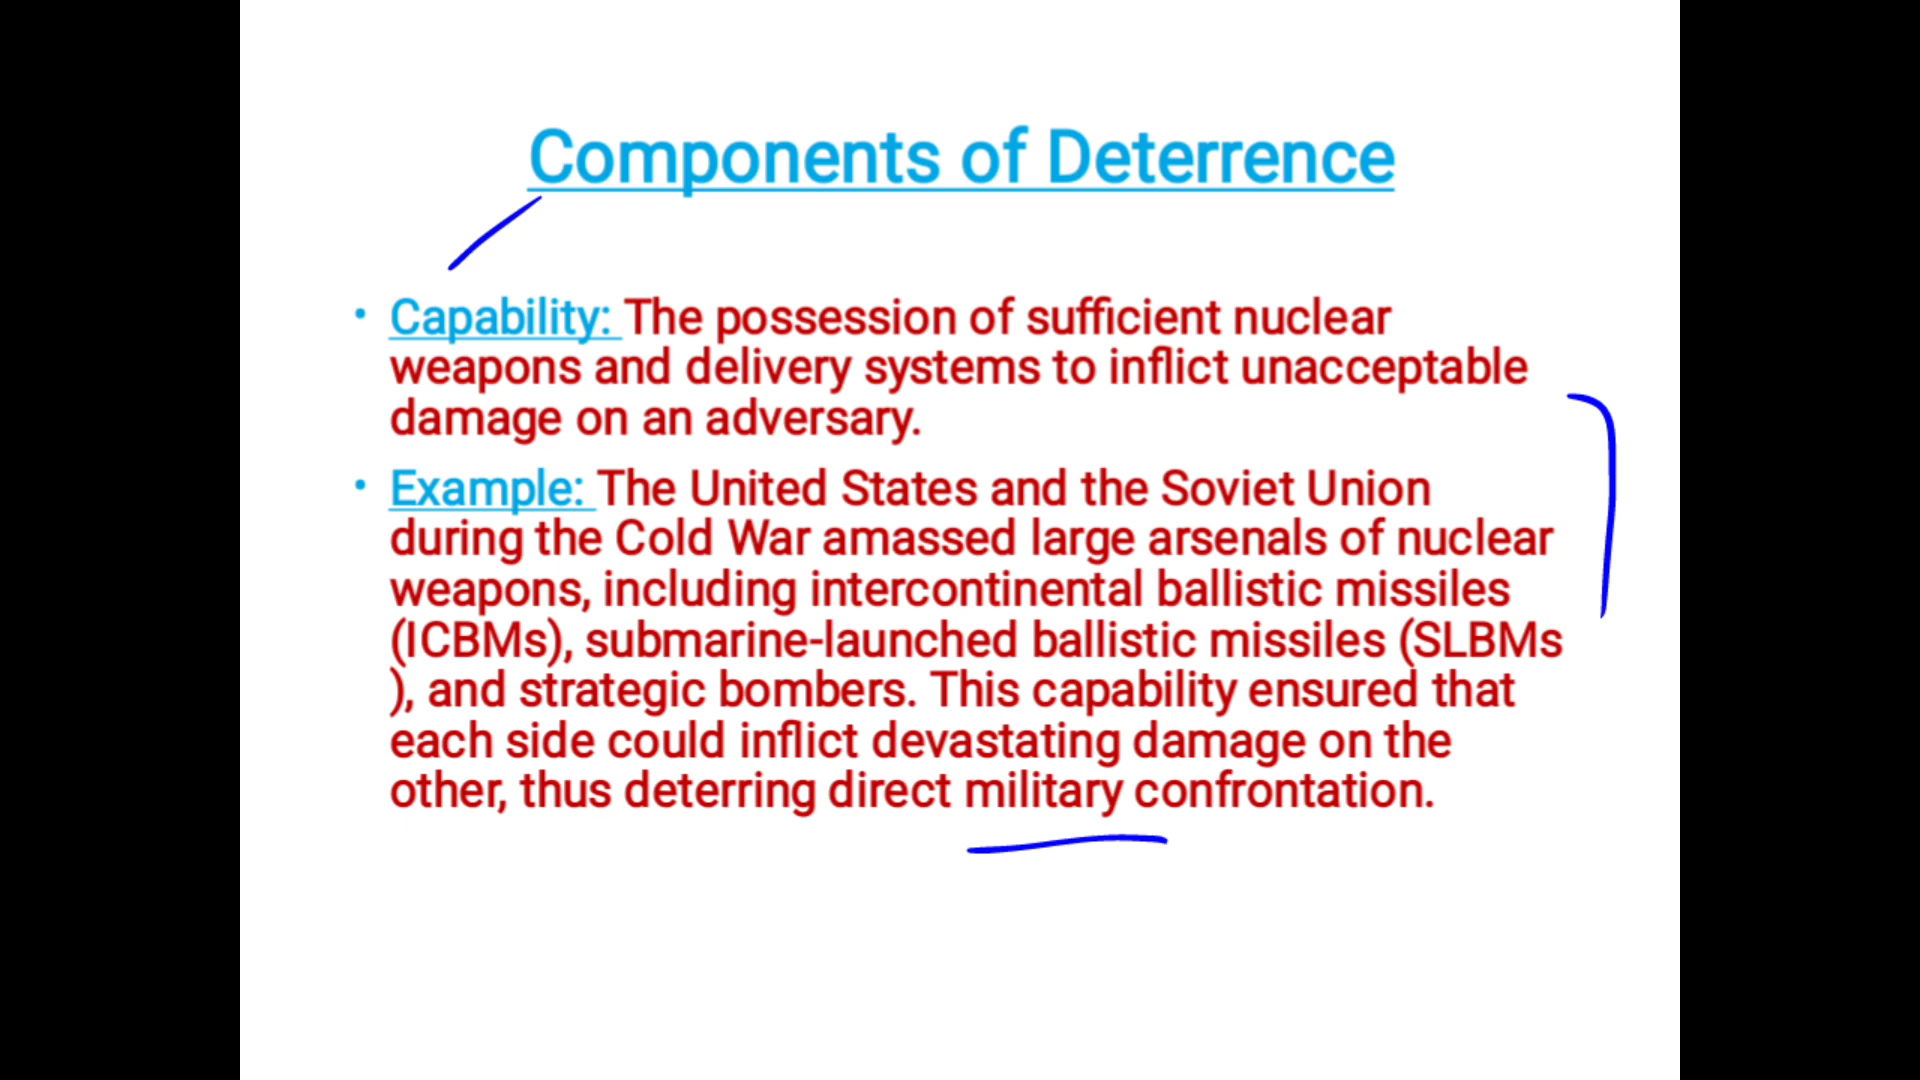 Components of Deterrence
• Capability: The possession of sufficient nuclear
weapons and delivery systems to inflict unacceptable
damage on an adversary.
• Example: The United States and the Soviet Union
during the Cold War amassed large arsenals of nuclear
weapons, including intercontinental ballistic missiles
(ICBMs), submarine-launched ballistic missiles (SLBMs
), and strategic bombers. This capability ensured that
each side could inflict devastating damage on the
other, thus deterring direct military confrontation.